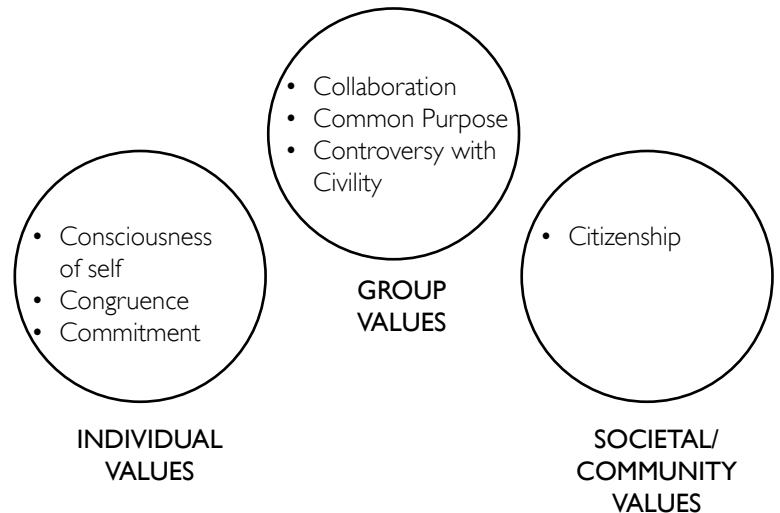 • Collaboration
• Common Purpose
• Controversy with
Civility
GROUP
VALUES
• Consciousness
of self
• Congruence
• Commitment
INDIVIDUAL
VALUES
• Citizenship
SOCIETAL/
COMMUNITY
VALUES